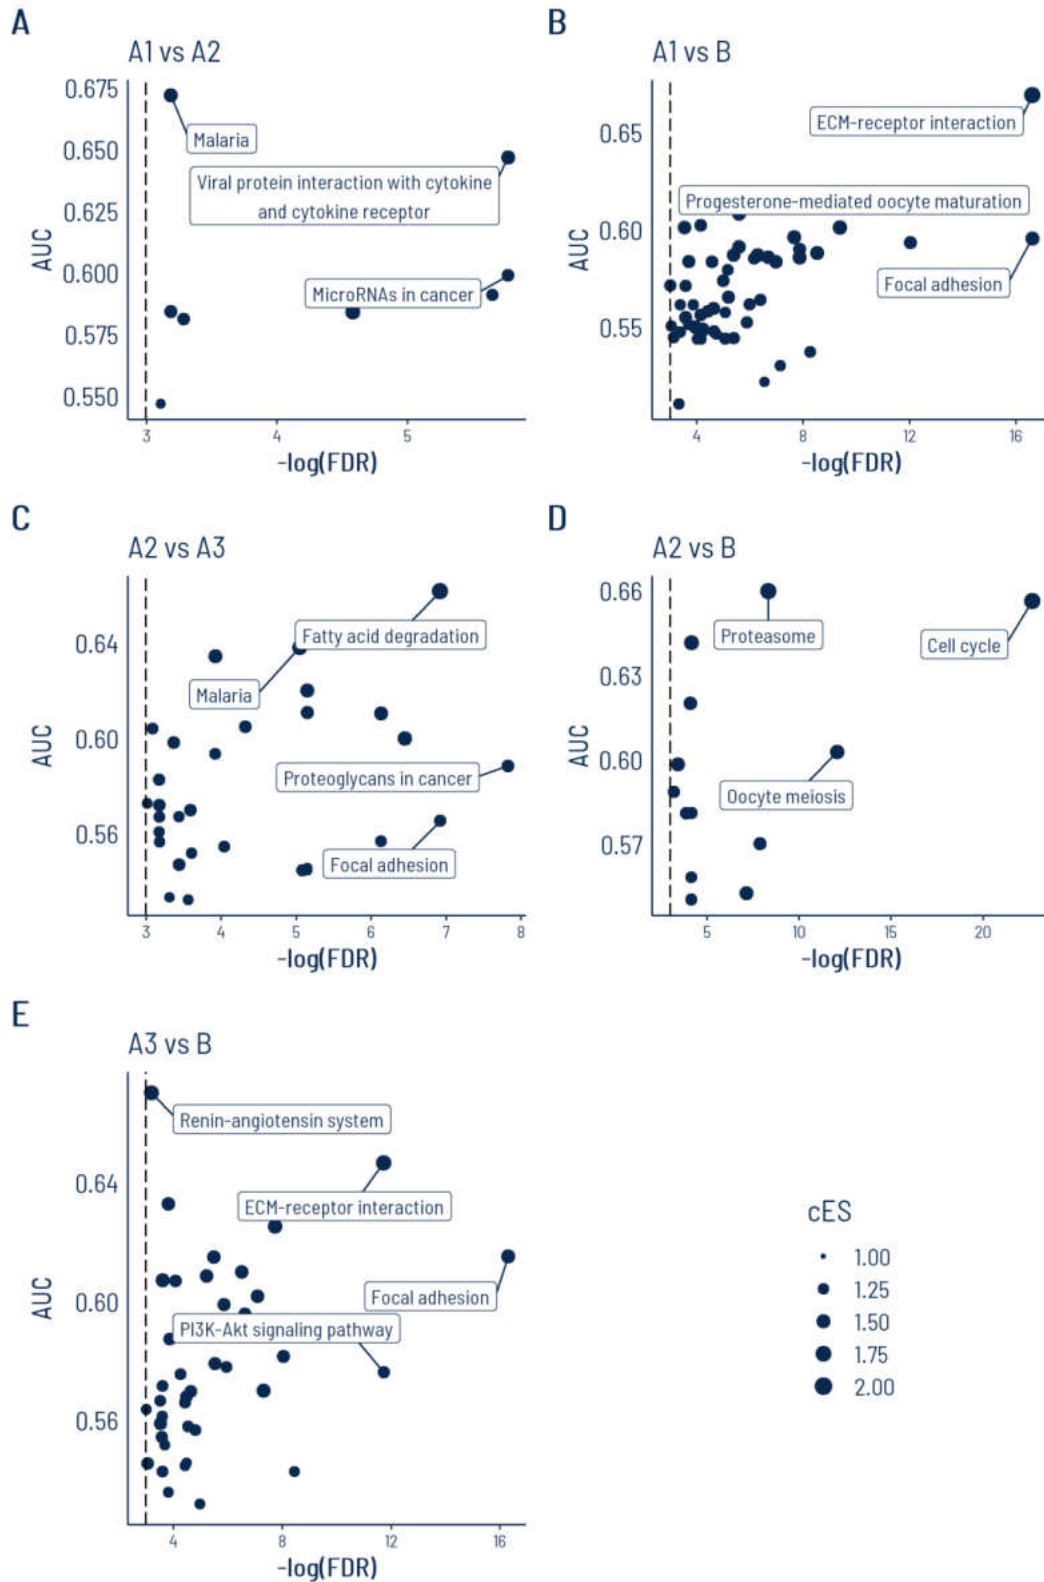 A
A1 vs A2
0.675
0.650
0.625
0.600
0.575
0.550
AUC
Malaria
Viral protein interaction with cytokine
and cytokine receptor
MicroRNAs in cancer
3
4
5
-log(FDR)
B
A1 vs B
0.65
0.60
0.55
AUC
ECM-receptor interaction
Progesterone-mediated oocyte maturation
Focal adhesion
4
8
12
16
-log(FDR)
C
A2 vs A3
0.64
0.60
0.56
AUC
Fatty acid degradation
Malaria
Proteoglycans in cancer
Focal adhesion
3
4
5
6
7
8
-log(FDR)
D
A2 vs B
0.66
0.63
0.60
0.57
AUC
Proteasome
Cell cycle
Oocyte meiosis
5
10
15
20
-log(FDR)
E
A3 vs B
0.64
0.60
0.56
AUC
Renin-angiotensin system
ECM-receptor interaction
Focal adhesion
PI3K-Akt signaling pathway
4
8
12
16
-log(FDR)
cES
1.00
1.25
1.50
1.75
2.00